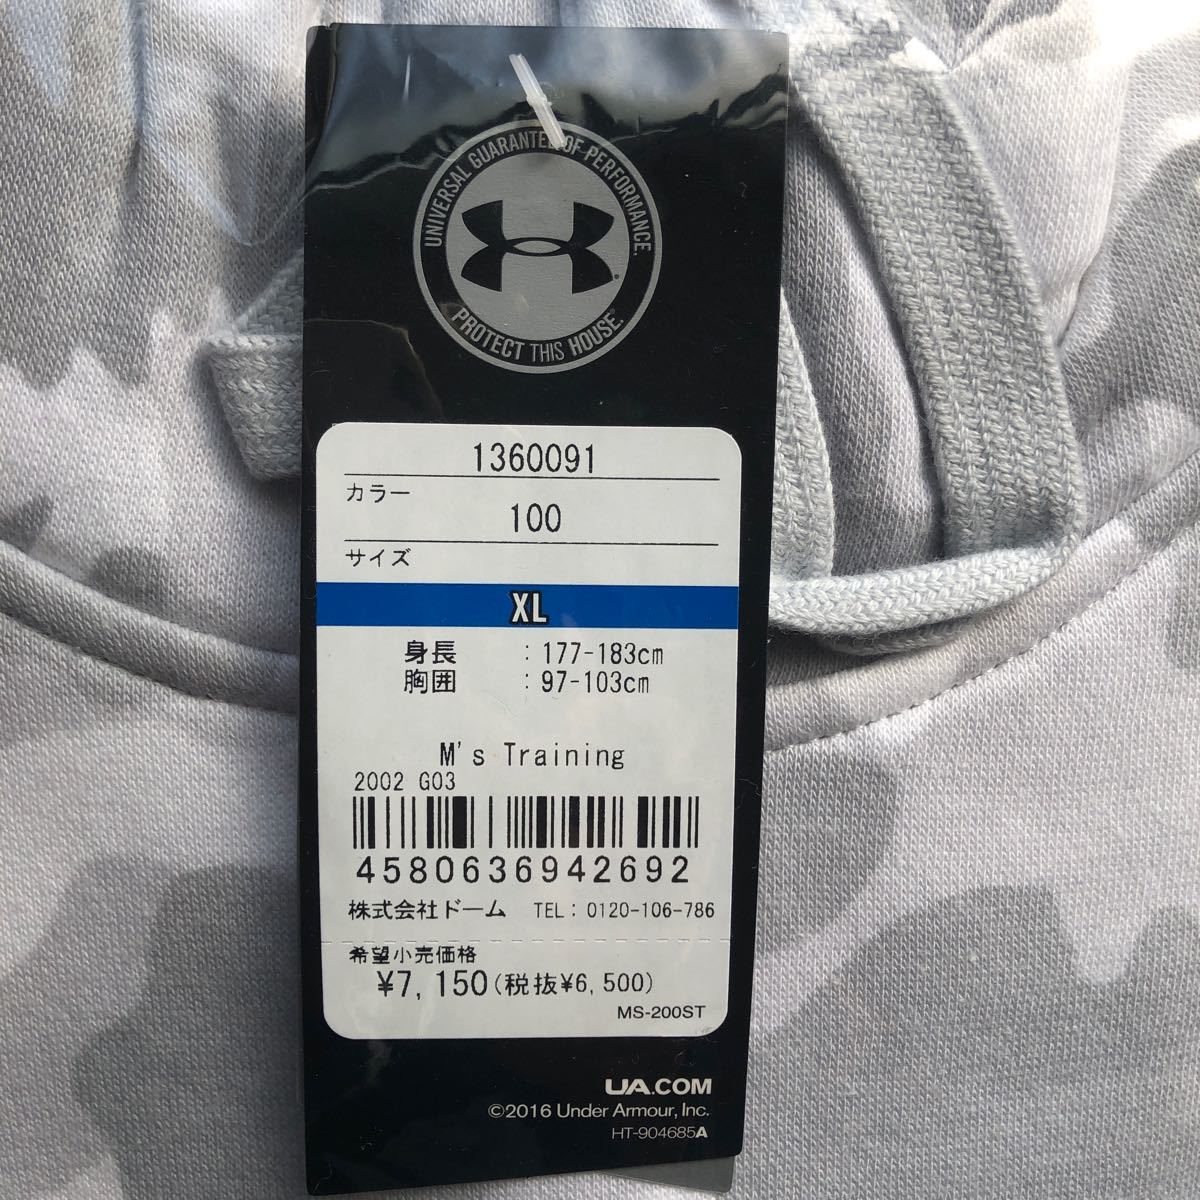 UNIVERSAL GUARANTEE OF PERFORMANCE.
PROTECT THIS HOUSE.
1360091
カラー
100
サイズ
XL
身長 : 177-183cm
胸囲 : 97-103cm
M's Training
2002 G03
4580636942692
株式会社ドーム TEL: 0120-106-786
希望小売価格
¥7,150(税抜¥6,500)
MS-200ST
UA.COM
©2016 Under Armour, Inc.
HT-904685A